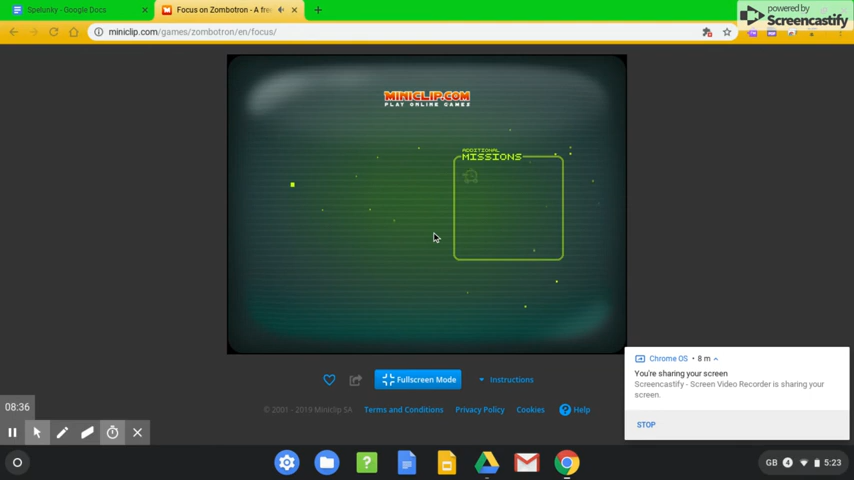 Spelunky - Google Docs
Focus on Zombotron - A fre
powered by
Screencastify
miniclip.com/games/zombotron/en/focus/
MINICLIP.COM
PLAY ONLINE GAMES
ADDITIONAL
MISSIONS
Chrome OS • 8 m
You're sharing your screen
Screencastify - Screen Video Recorder is sharing your
screen.
STOP
Fullscreen Mode
Instructions
© 2001 - 2019 Miniclip SA
Terms and Conditions
Privacy Policy
Cookies
Help
08:36
GB 4 5:23